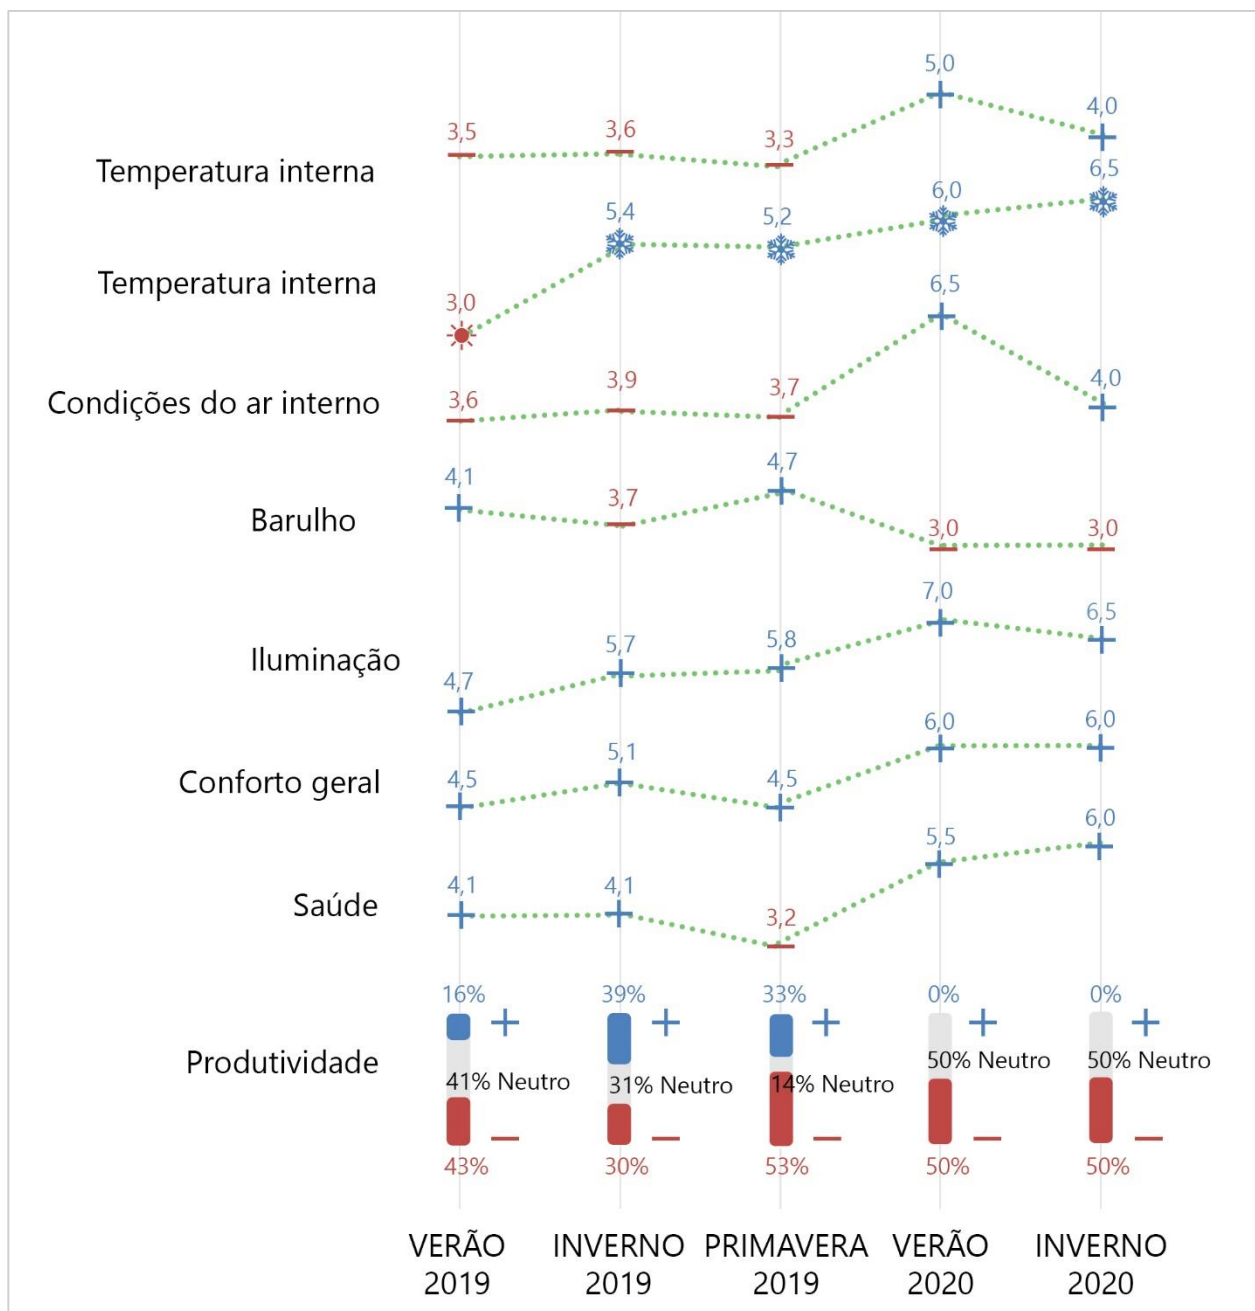 5,0
4,0
3,5 3,6 3,3
Temperatura interna
5,4 5,2 6,0 6,5
Temperatura interna
3,0
6,5
4,0
Condições do ar interno
3,6 3,9 3,7
4,1 3,7 4,7
Barulho
3,0 3,0
7,0 6,5
5,7 5,8
Iluminação
4,7
6,0 6,0
5,1
Conforto geral
4,5 4,5
5,5 6,0
Saúde
4,1 4,1 3,2
16% 39% 33% 0% 0%
Produtividade
41% Neutro 31% Neutro 14% Neutro 50% Neutro 50% Neutro
43% 30% 53% 50% 50%
VERÃO INVERNO PRIMAVERA VERÃO INVERNO
2019 2019 2019 2020 2020